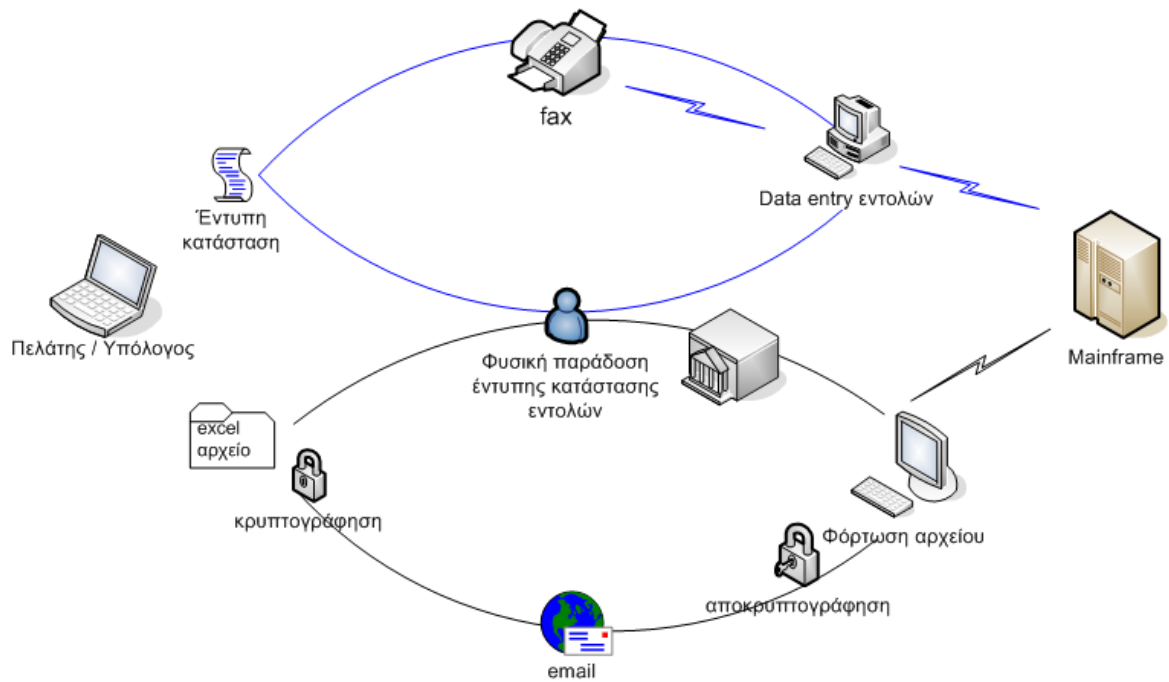 fax
Data entry εντολών
Έντυπη
κατάσταση
Πελάτης / Υπόλογος
Mainframe
Φυσική παράδοση
έντυπης κατάστασης
εντολών
excel
αρχείο
κρυπτογράφηση
Φόρτωση αρχείου
αποκρυπτογράφηση
email